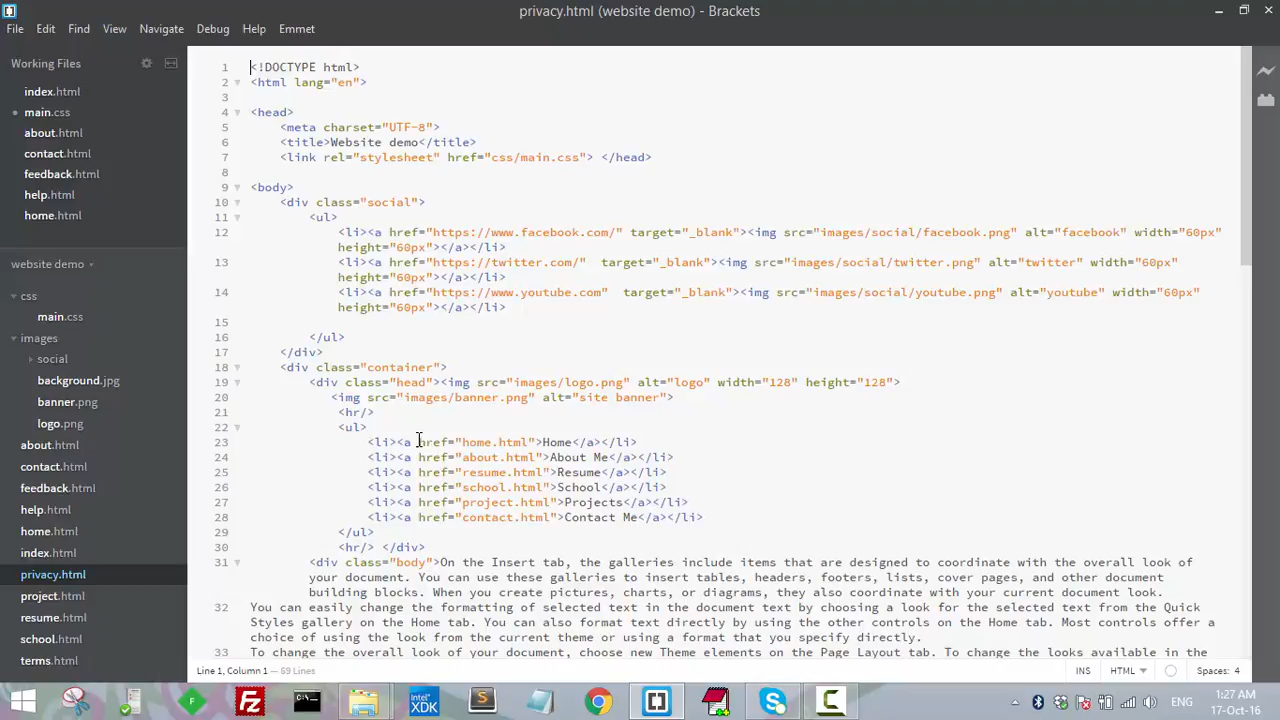 privacy.html (website demo) - Brackets
File Edit Find View Navigate Debug Help Emmet
Working Files
index.html
main.css
about.html
contact.html
feedback.html
help.html
home.html
website demo
css
main.css
images
social
background.jpg
banner.png
logo.png
about.html
contact.html
feedback.html
help.html
home.html
index.html
privacy.html
project.html
resume.html
school.html
terms.html
1 <!DOCTYPE html>
2 <html lang="en">
3
4 <head>
5 <meta charset="UTF-8">
6 <title>Website demo</title>
7 <link rel="stylesheet" href="css/main.css"> </head>
8
9 <body>
10 <div class="social">
11 <ul>
12 <li><a href="https://www.facebook.com/" target="_blank"><img src="images/social/facebook.png" alt="facebook" width="60px"
height="60px"></a></li>
13 <li><a href="https://twitter.com/"  target="_blank"><img src="images/social/twitter.png" alt="twitter" width="60px"
height="60px"></a></li>
14 <li><a href="https://www.youtube.com"  target="_blank"><img src="images/social/youtube.png" alt="youtube" width="60px"
height="60px"></a></li>
15
16 </ul>
17 </div>
18 <div class="container">
19 <div class="head"><img src="images/logo.png" alt="logo" width="128" height="128">
20 <img src="images/banner.png" alt="site banner">
21 <hr/>
22 <ul>
23 <li><a href="home.html">Home</a></li>
24 <li><a href="about.html">About Me</a></li>
25 <li><a href="resume.html">Resume</a></li>
26 <li><a href="school.html">School</a></li>
27 <li><a href="project.html">Projects</a></li>
28 <li><a href="contact.html">Contact Me</a></li>
29 </ul>
30 <hr/> </div>
31 <div class="body">On the Insert tab, the galleries include items that are designed to coordinate with the overall look of
your document. You can use these galleries to insert tables, headers, footers, lists, cover pages, and other document
building blocks. When you create pictures, charts, or diagrams, they also coordinate with your current document look.
32 You can easily change the formatting of selected text in the document text by choosing a look for the selected text from the Quick
Styles gallery on the Home tab. You can also format text directly by using the other controls on the Home tab. Most controls offer a
choice of using the look from the current theme or using a format that you specify directly.
33 To change the overall look of your document, choose new Theme elements on the Page Layout tab. To change the looks available in the
Line 1, Column 1 — 69 Lines
INS HTML Spaces: 4
Intel XDK
ENG
1:27 AM
17-Oct-16